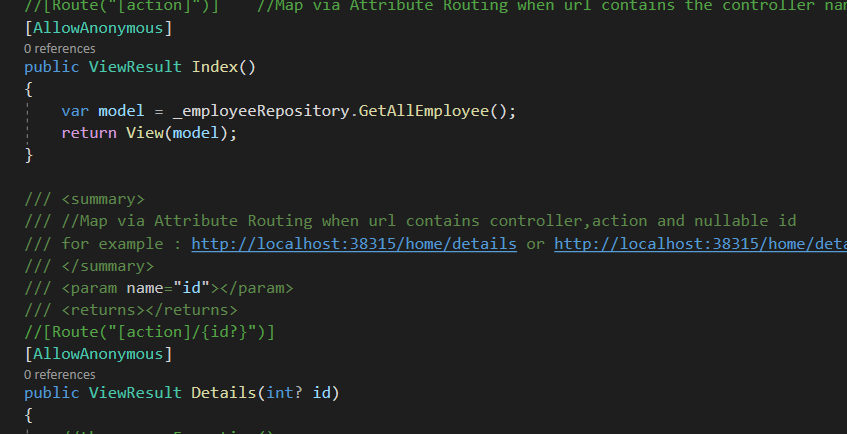 //[Route("[action]")]    //Map via Attribute Routing when url contains the controller
[AllowAnonymous]
0 references
public ViewResult Index()
{
    var model = _employeeRepository.GetAllEmployee();
    return View(model);
}
/// <summary>
/// //Map via Attribute Routing when url contains controller,action and nullable id
/// for example : http://localhost:38315/home/details or http://localhost:38315/home/deta
/// </summary>
/// <param name="id"></param>
/// <returns></returns>
//[Route("[action]/{id?}")]
[AllowAnonymous]
0 references
public ViewResult Details(int? id)
{